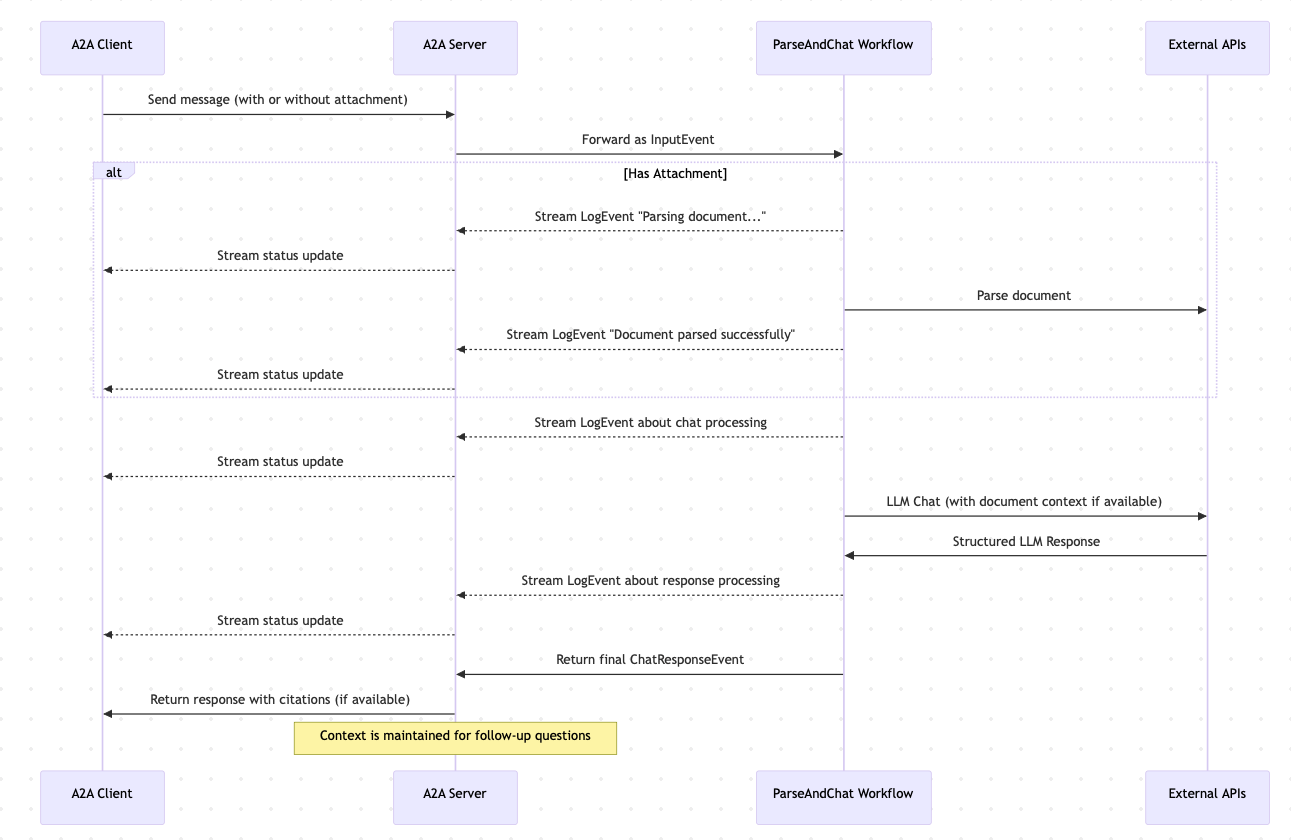 A2A Client
A2A Server
ParseAndChat Workflow
External APIs
Send message (with or without attachment)
Forward as InputEvent
alt
[Has Attachment]
Stream LogEvent "Parsing document..."
Stream status update
Parse document
Stream LogEvent "Document parsed successfully"
Stream status update
Stream LogEvent about chat processing
Stream status update
LLM Chat (with document context if available)
Structured LLM Response
Stream LogEvent about response processing
Stream status update
Return final ChatResponseEvent
Return response with citations (if available)
Context is maintained for follow-up questions
A2A Client
A2A Server
ParseAndChat Workflow
External APIs